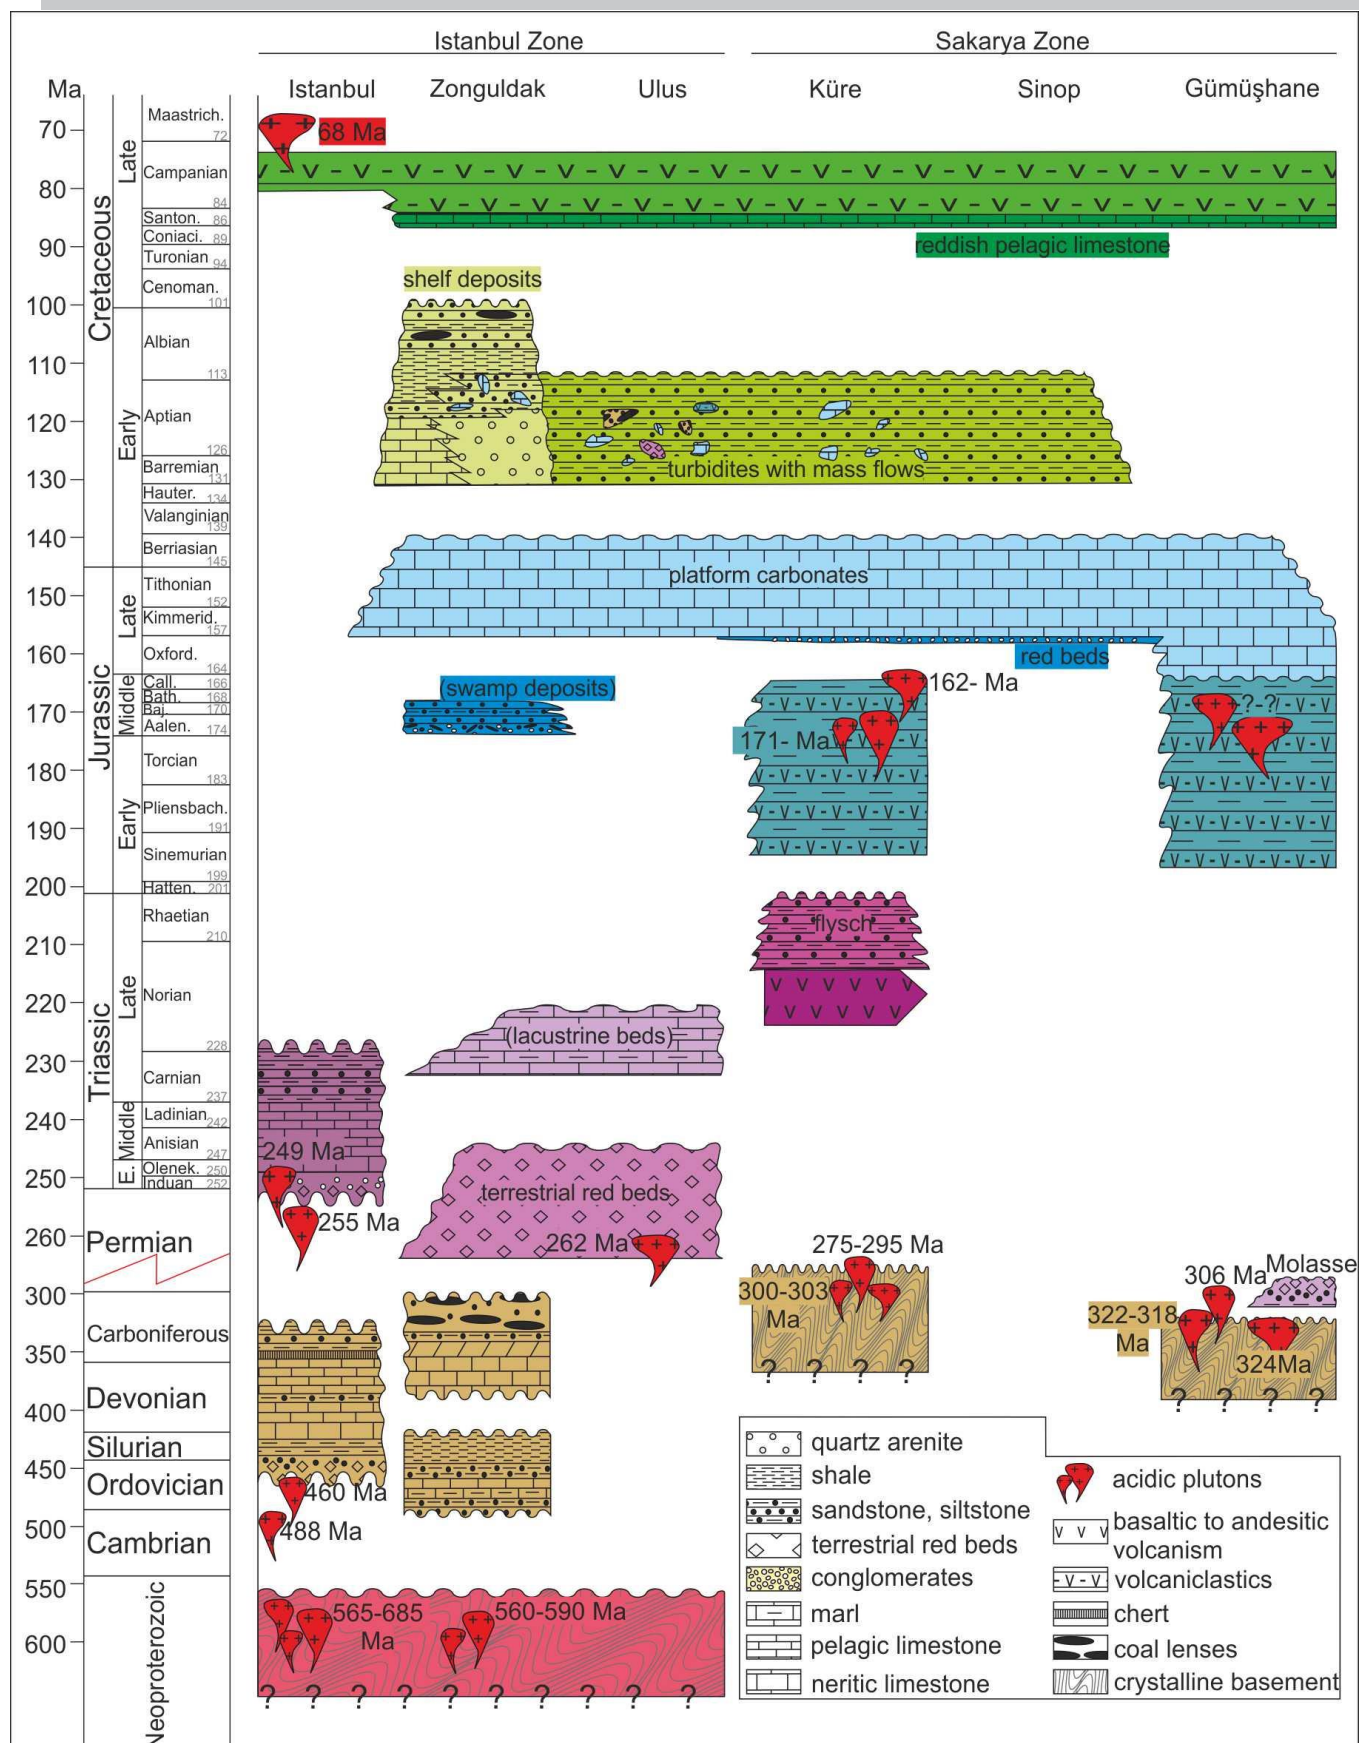 Istanbul Zone
Sakarya Zone
Ma
Istanbul
Zonguldak
Ulus
Küre
Sinop
Gümüşhane
70
80
90
100
110
120
130
140
150
160
170
180
190
200
210
220
230
240
250
260
300
350
400
450
500
550
600
Cretaceous
Late
Early
Jurassic
Late
Middle
Early
Triassic
Late
Middle
E.
Maastrich.
72
Campanian
84
Santon. 86
Coniaci. 89
Turonian 94
Cenoman.
101
Albian
113
Aptian
126
Barremian
131
Hauter. 134
Valanginian
139
Berriasian
145
Tithonian
152
Kimmerid.
157
Oxford.
164
Call. 166
Bath. 168
Baj. 170
Aalen. 174
Torcian
183
Pliensbach.
191
Sinemurian
199
Hatten. 201
Rhaetian
210
Norian
228
Carnian
237
Ladinian 242
Anisian
247
Olenek. 250
Induan 252
Permian
Carboniferous
Devonian
Silurian
Ordovician
Cambrian
Neoproterozoic
68 Ma
reddish pelagic limestone
shelf deposits
turbidites with mass flows
platform carbonates
red beds
(swamp deposits)
162- Ma
171- Ma
?-?
flysch
(lacustrine beds)
249 Ma
terrestrial red beds
255 Ma
262 Ma
275-295 Ma
300-303
Ma
306 Ma
Molasse
322-318
Ma
324Ma
? ? ? ?
? ? ? ?
460 Ma
488 Ma
565-685
Ma
560-590 Ma
? ? ? ? ? ? ? ? ? ?
quartz arenite
shale
sandstone, siltstone
terrestrial red beds
conglomerates
marl
pelagic limestone
neritic limestone
acidic plutons
basaltic to andesitic
volcanism
volcaniclastics
chert
coal lenses
crystalline basement